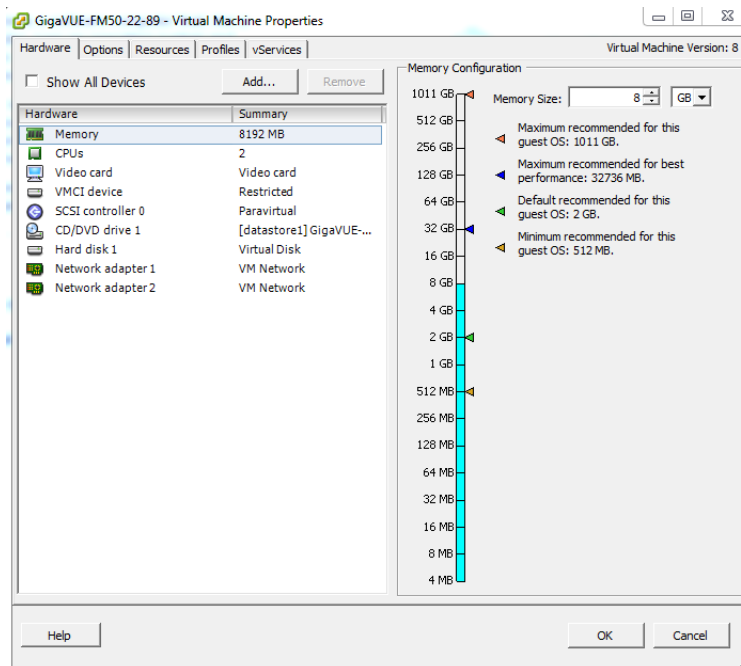 GigaVUE-FM50-22-89 - Virtual Machine Properties
Hardware Options Resources Profiles vServices
Virtual Machine Version: 8
Show All Devices
Add...
Remove
Hardware Summary
Memory 8192 MB
CPUs 2
Video card Video card
VMCI device Restricted
SCSI controller 0 Paravirtual
CD/DVD drive 1 [datastore1] GigaVUE-...
Hard disk 1 Virtual Disk
Network adapter 1 VM Network
Network adapter 2 VM Network
Memory Configuration
1011 GB
512 GB
256 GB
128 GB
64 GB
32 GB
16 GB
8 GB
4 GB
2 GB
1 GB
512 MB
256 MB
128 MB
64 MB
32 MB
16 MB
8 MB
4 MB
Memory Size: 8 GB
Maximum recommended for this
guest OS: 1011 GB.
Maximum recommended for best
performance: 32736 MB.
Default recommended for this
guest OS: 2 GB.
Minimum recommended for this
guest OS: 512 MB.
Help
OK
Cancel